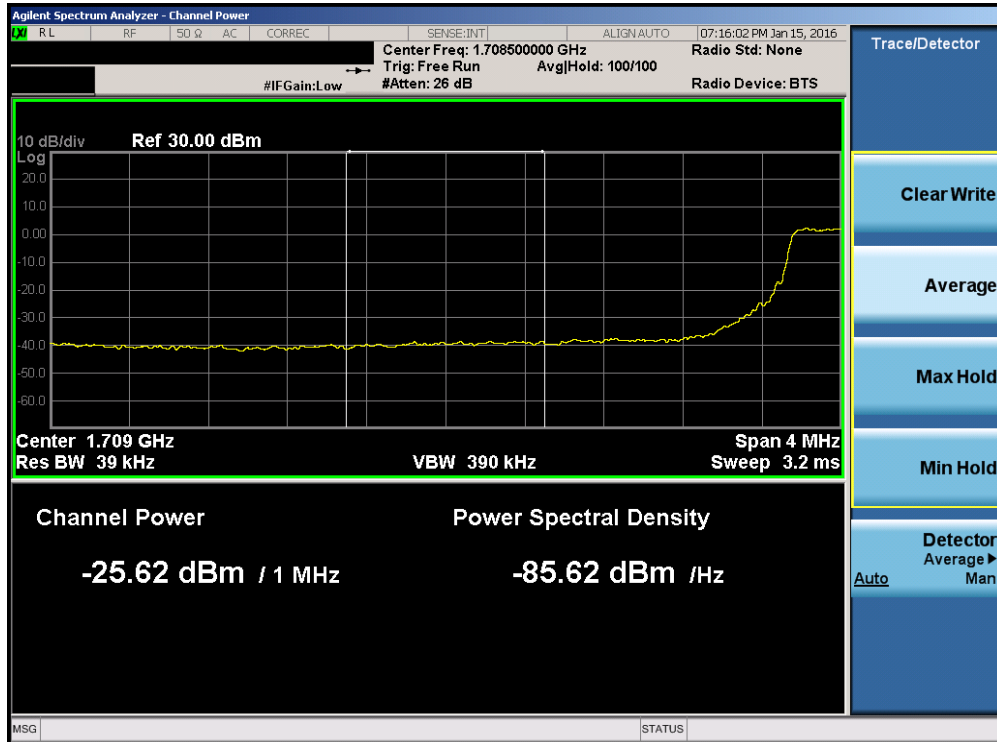 Agilent Spectrum Analyzer - Channel Power
LXI RL RF 50 Ω AC CORREC SENSE:INT ALIGN AUTO 07:16:02 PM Jan 15, 2016
Center Freq: 1.708500000 GHz Radio Std: None
Trig: Free Run Avg|Hold: 100/100
#IFGain:Low #Atten: 26 dB Radio Device: BTS
10 dB/div Ref 30.00 dBm
Log
20.0
10.0
0.00
-10.0
-20.0
-30.0
-40.0
-50.0
-60.0
Center 1.709 GHz Span 4 MHz
Res BW 39 kHz VBW 390 kHz Sweep 3.2 ms
Channel Power Power Spectral Density
-25.62 dBm / 1 MHz -85.62 dBm /Hz
Trace/Detector
Clear Write
Average
Max Hold
Min Hold
Detector
Average▶
Auto Man
MSG STATUS